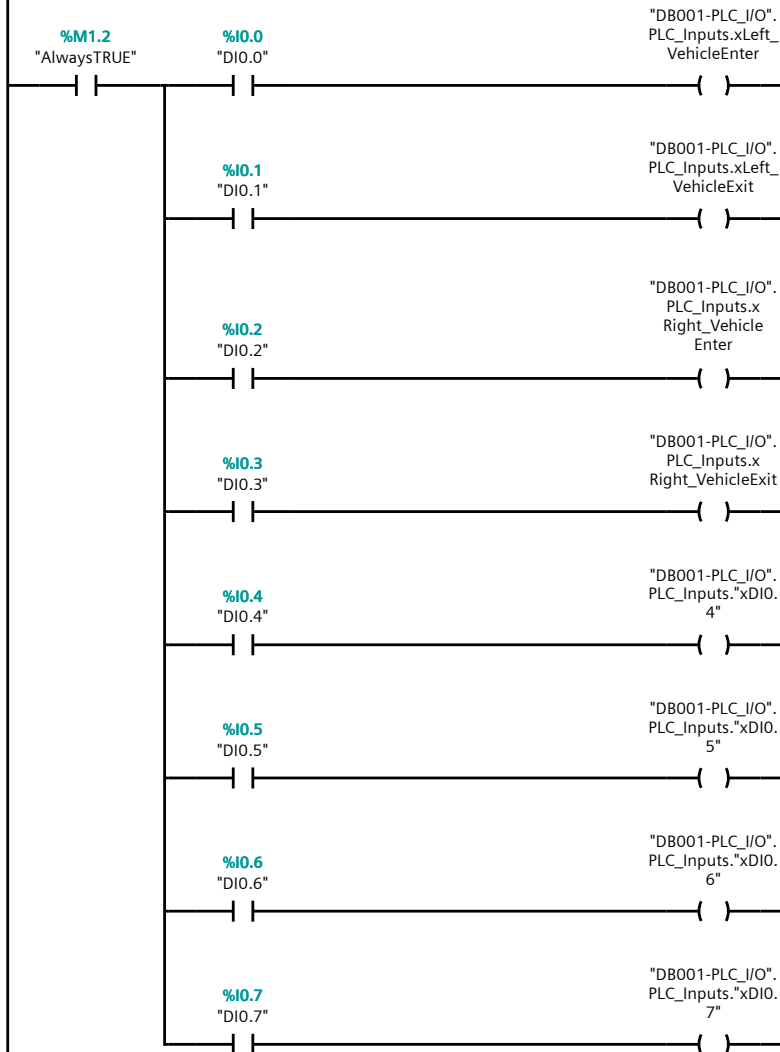 "DB001-PLC_I/O".
PLC_Inputs.xLeft_
VehicleEnter
%M1.2
"AlwaysTRUE"
%I0.0
"DI0.0"
"DB001-PLC_I/O".
PLC_Inputs.xLeft_
VehicleExit
%I0.1
"DI0.1"
"DB001-PLC_I/O".
PLC_Inputs.x
Right_Vehicle
Enter
%I0.2
"DI0.2"
"DB001-PLC_I/O".
PLC_Inputs.x
Right_VehicleExit
%I0.3
"DI0.3"
"DB001-PLC_I/O".
PLC_Inputs."xDI0.
4"
%I0.4
"DI0.4"
"DB001-PLC_I/O".
PLC_Inputs."xDI0.
5"
%I0.5
"DI0.5"
"DB001-PLC_I/O".
PLC_Inputs."xDI0.
6"
%I0.6
"DI0.6"
"DB001-PLC_I/O".
PLC_Inputs."xDI0.
7"
%I0.7
"DI0.7"